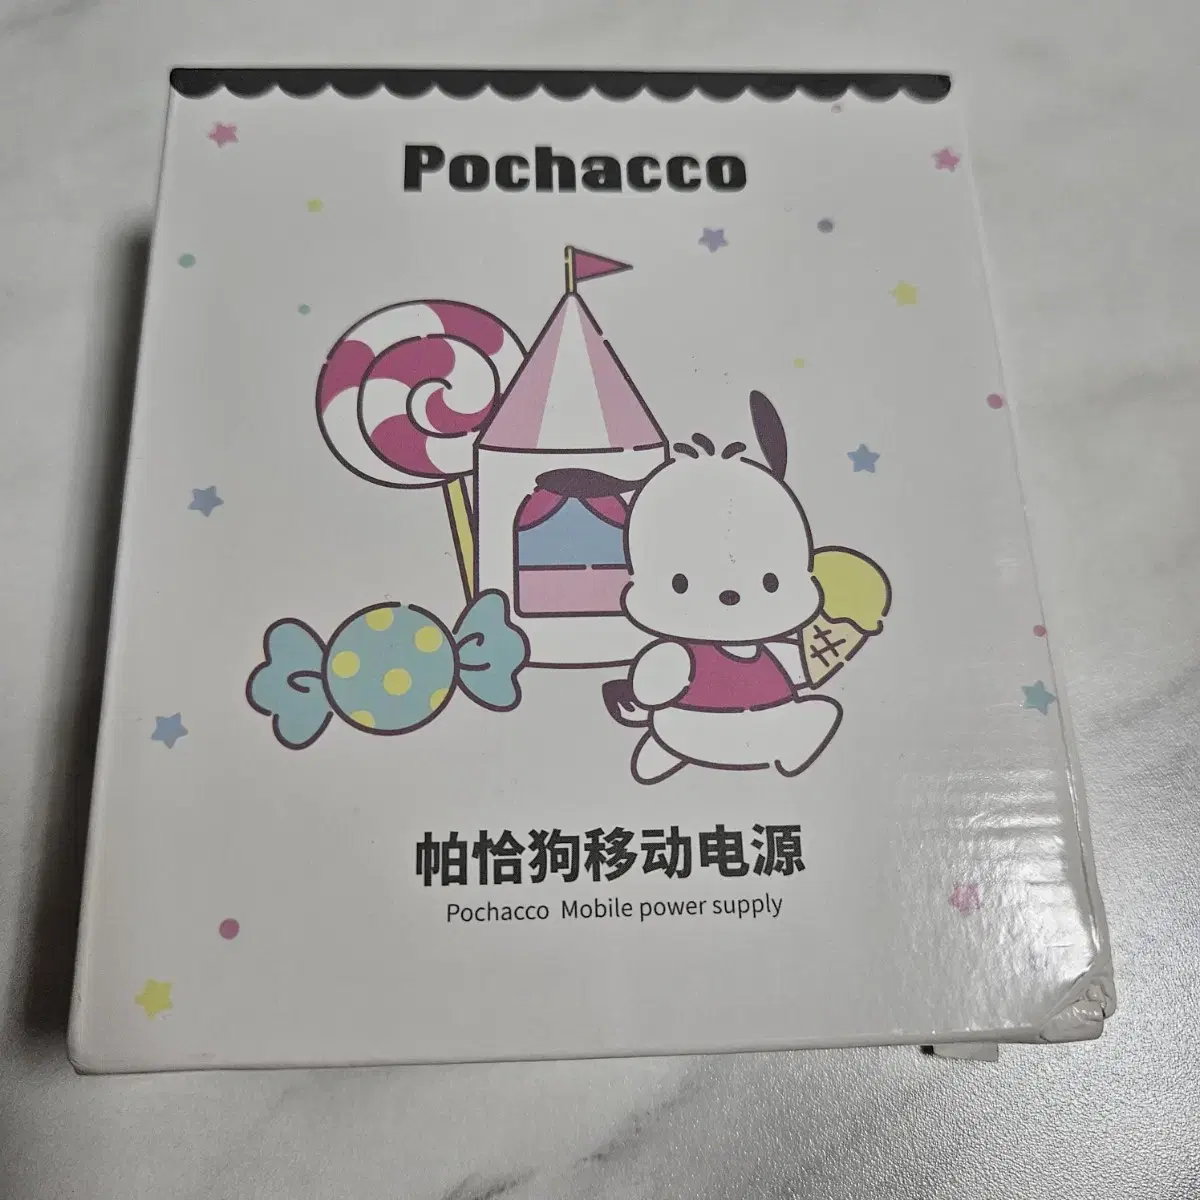 Pochacco
帕恰狗移动电源
Pochacco Mobile power supply